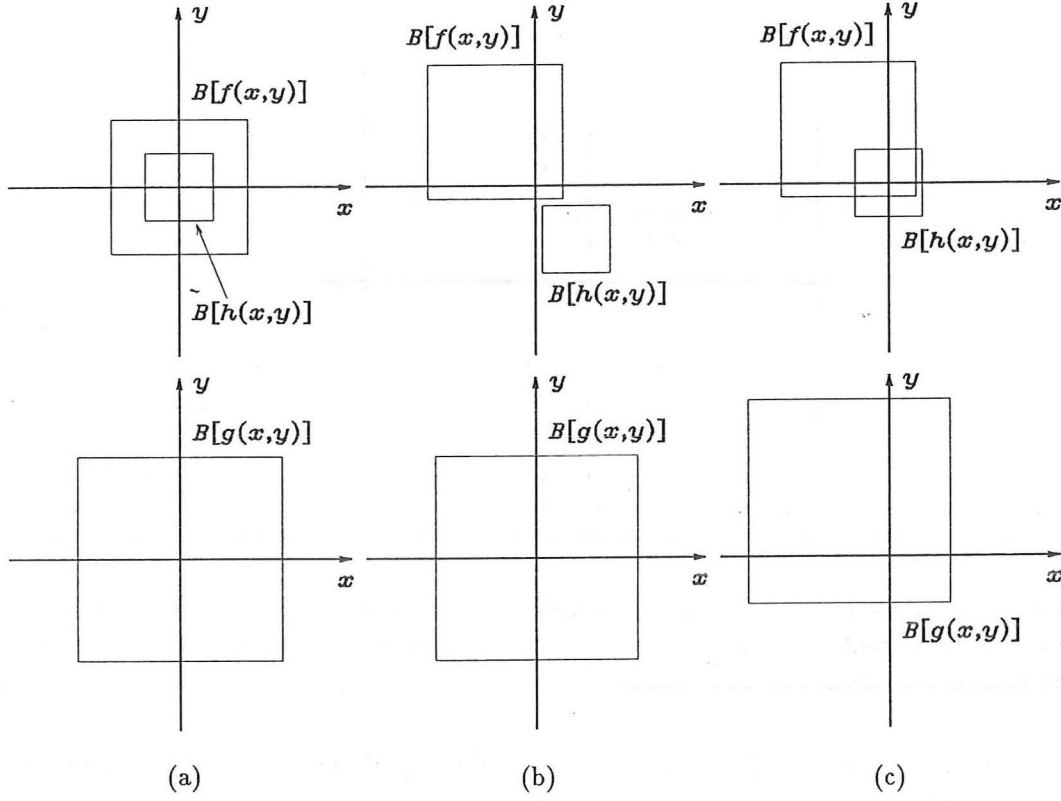 y
B[f(x,y)]
x
B[h(x,y)]
y
B[f(x,y)]
x
B[h(x,y)]
y
B[f(x,y)]
x
B[h(x,y)]
y
B[g(x,y)]
x
y
B[g(x,y)]
x
y
x
B[g(x,y)]
(a)
(b)
(c)